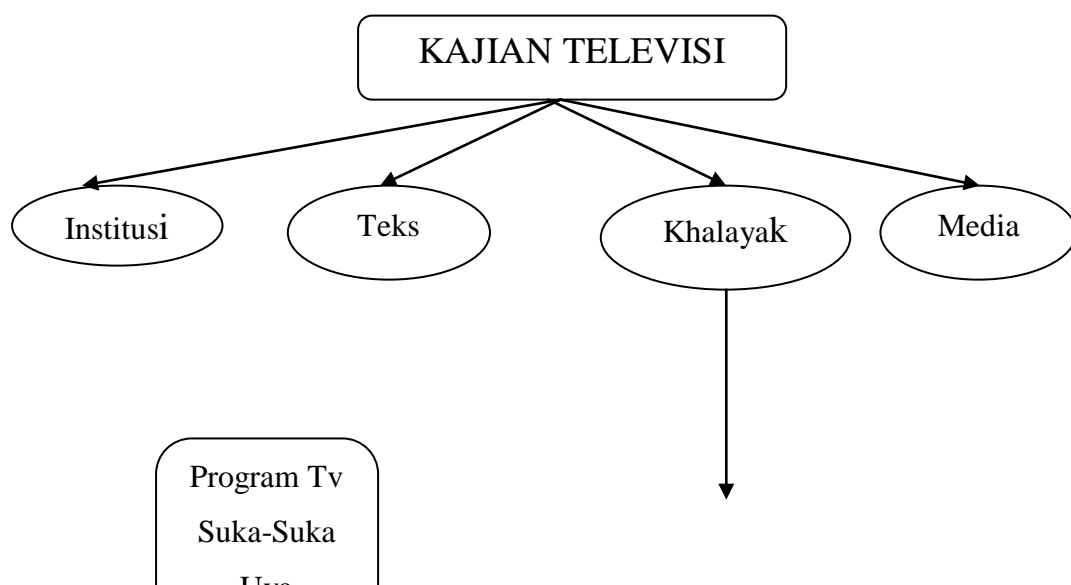 KAJIAN TELEVISI
Institusi
Teks
Khalayak
Media
Program Tv
Suka-Suka